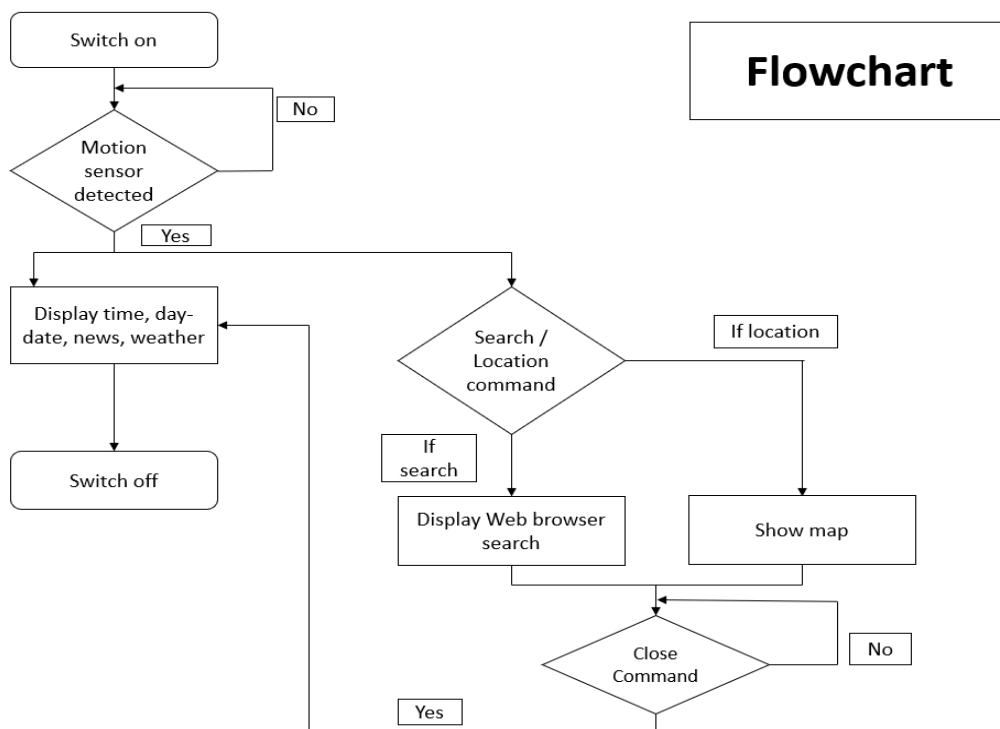 Switch on
Flowchart
No
Motion
sensor
detected
Yes
Display time, day-
date, news, weather
Search /
Location
command
If location
If
search
Switch off
Display Web browser
search
Show map
Close
Command
No
Yes